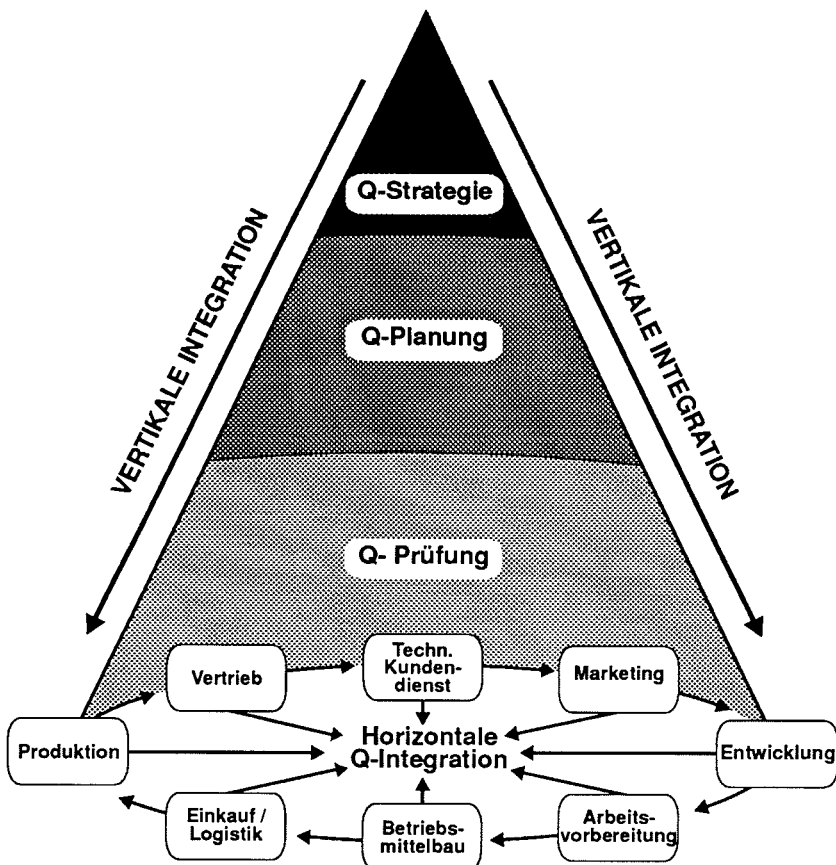 Q-Strategie
VERTIKALE INTEGRATION
VERTIKALE INTEGRATION
Q-Planung
Q- Prüfung
Vertrieb
Techn.
Kunden-
dienst
Marketing
Produktion
Horizontale
Q-Integration
Entwicklung
Einkauf /
Logistik
Betriebs-
mittelbau
Arbeits-
vorbereitung